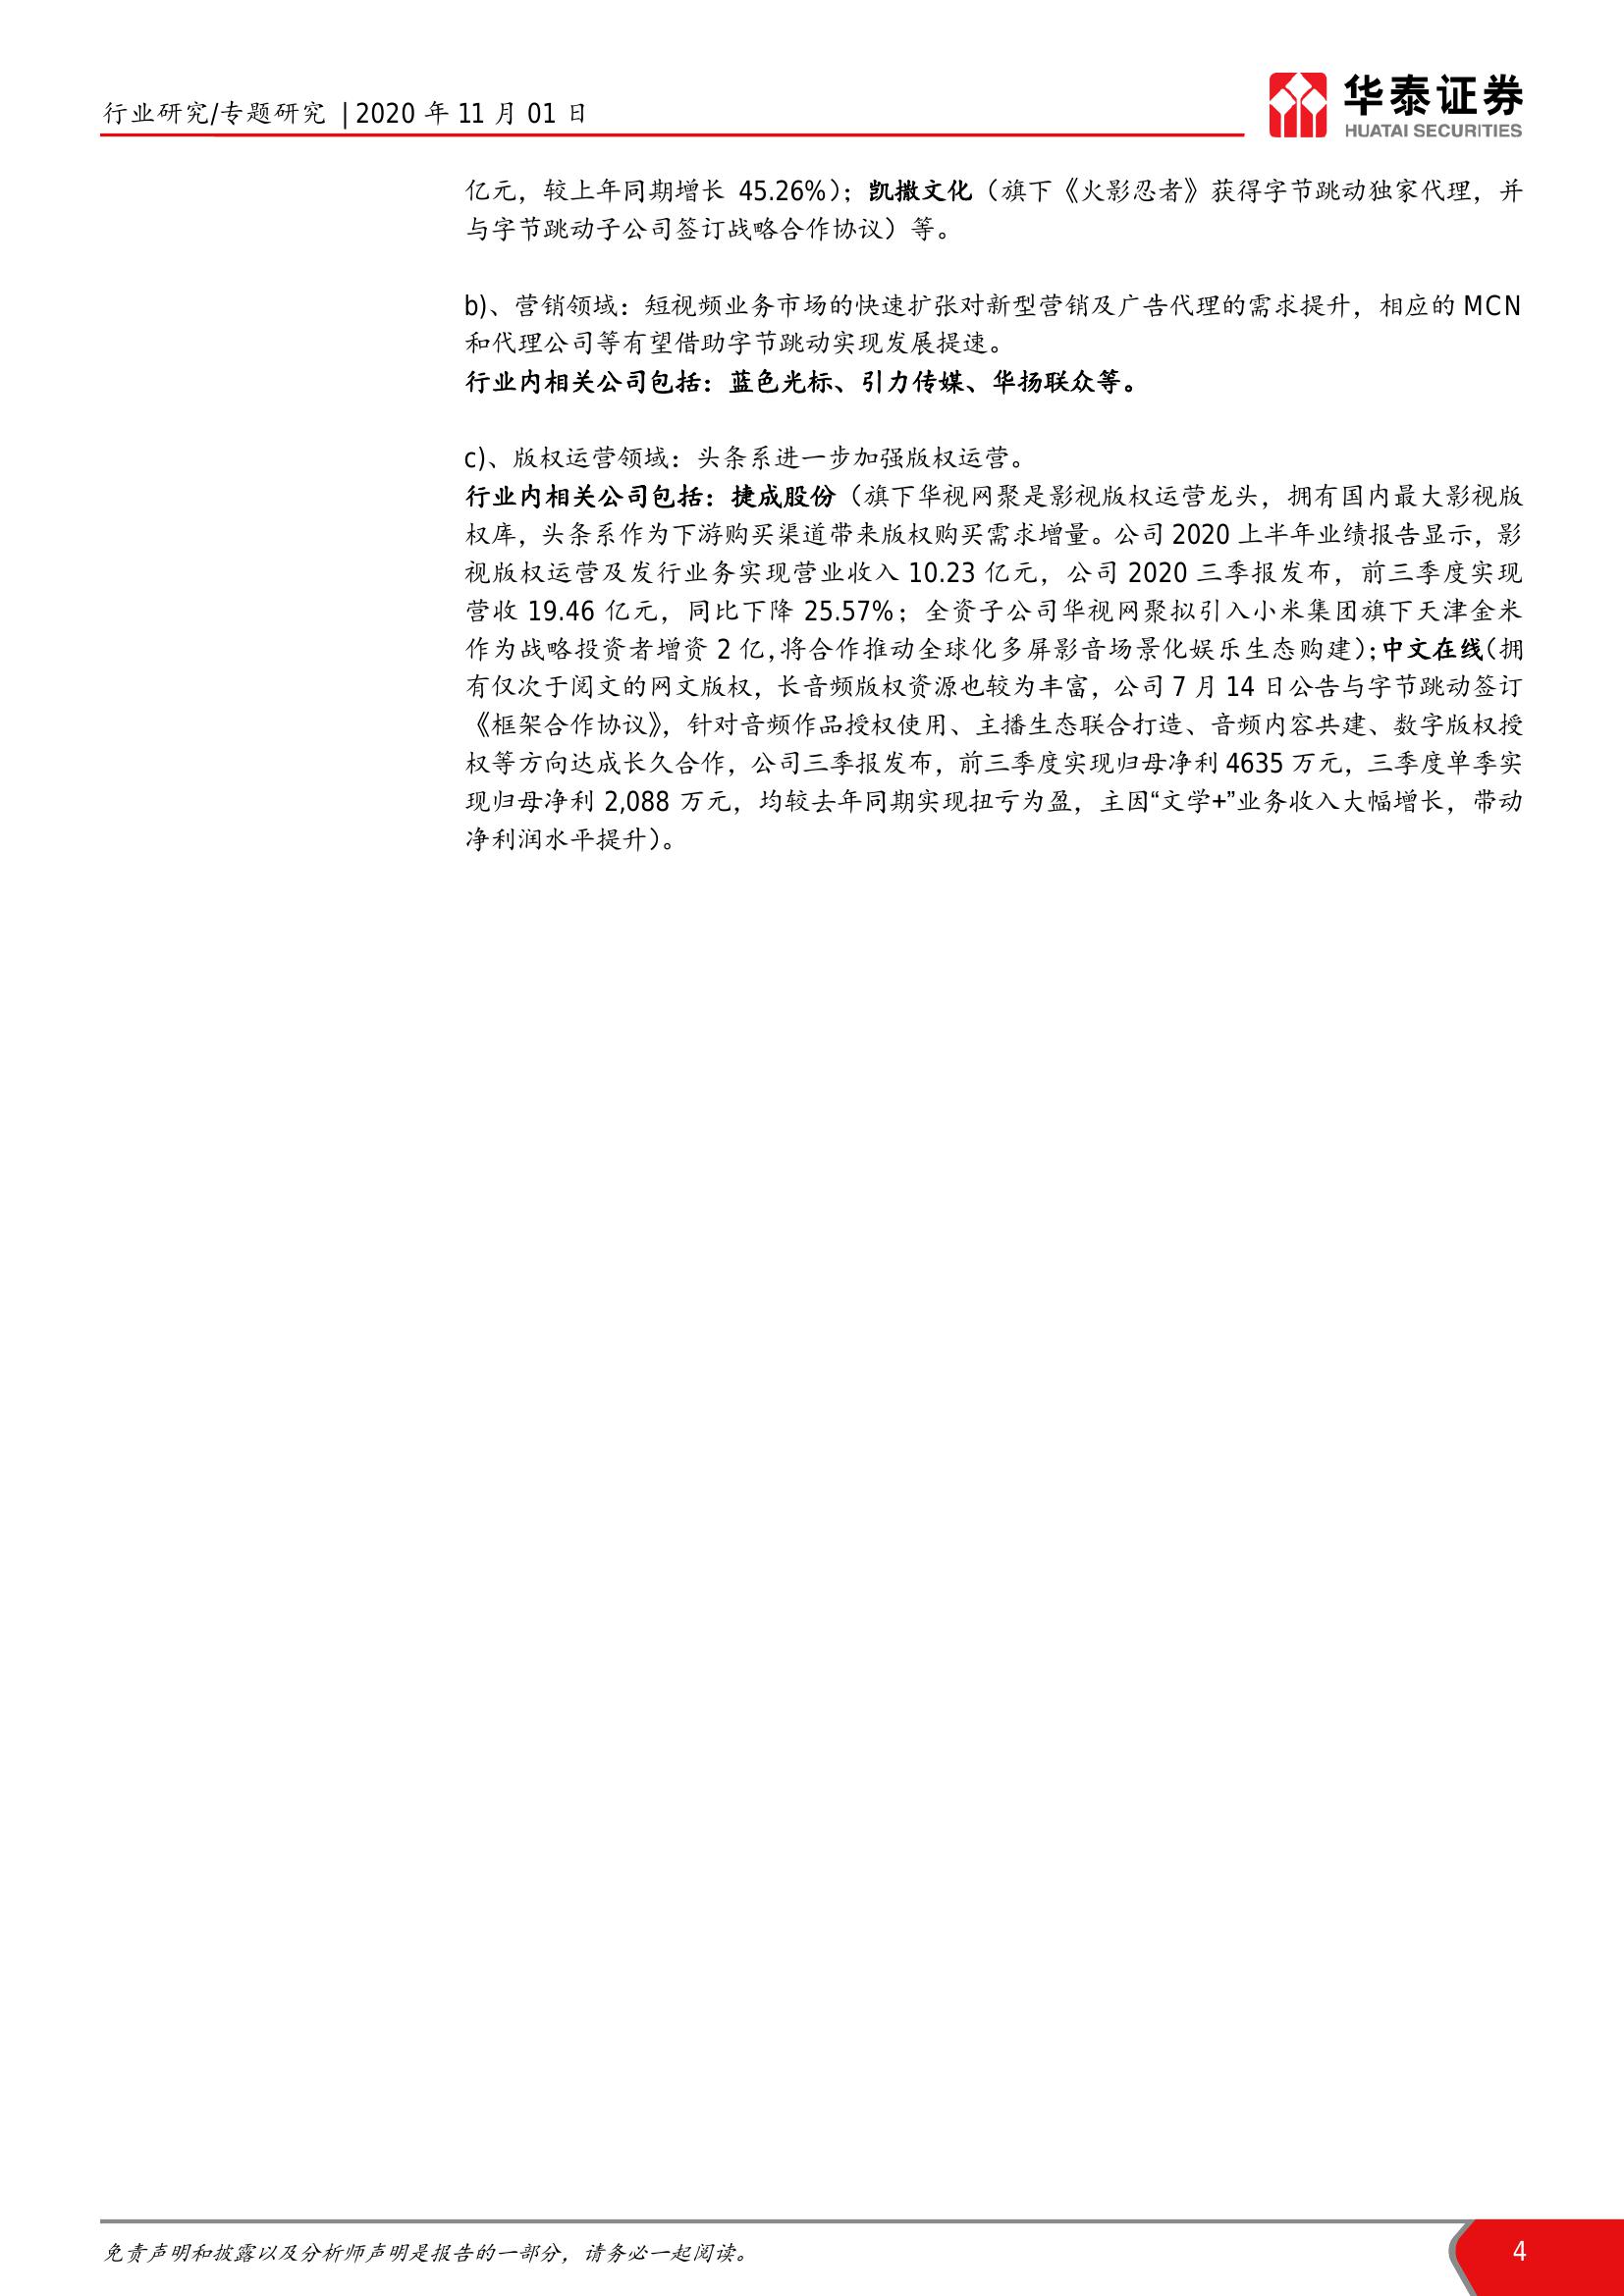 行业研究/专题研究 | 2020 年 11 月 01 日
华泰证券
HUATAI SECURITIES
亿元，较上年同期增长 45.26%）；凯撒文化（旗下《火影忍者》获得字节跳动独家代理，并
与字节跳动子公司签订战略合作协议）等。
b)、营销领域：短视频业务市场的快速扩张对新型营销及广告代理的需求提升，相应的 MCN
和代理公司等有望借助字节跳动实现发展提速。
行业内相关公司包括：蓝色光标、引力传媒、华扬联众等。
c)、版权运营领域：头条系进一步加强版权运营。
行业内相关公司包括：捷成股份（旗下华视网聚是影视版权运营龙头，拥有国内最大影视版
权库，头条系作为下游购买渠道带来版权购买需求增量。公司 2020 上半年业绩报告显示，影
视版权运营及发行业务实现营业收入 10.23 亿元，公司 2020 三季报发布，前三季度实现
营收 19.46 亿元，同比下降 25.57%；全资子公司华视网聚拟引入小米集团旗下天津金米
作为战略投资者增资 2 亿，将合作推动全球化多屏影音场景化娱乐生态购建）；中文在线（拥
有仅次于阅文的网文版权，长音频版权资源也较为丰富，公司 7 月 14 日公告与字节跳动签订
《框架合作协议》，针对音频作品授权使用、主播生态联合打造、音频内容共建、数字版权授
权等方向达成长久合作，公司三季报发布，前三季度实现归母净利 4635 万元，三季度单季实
现归母净利 2,088 万元，均较去年同期实现扭亏为盈，主因“文学+”业务收入大幅增长，带动
净利润水平提升）。
免责声明和披露以及分析师声明是报告的一部分，请务必一起阅读。
4